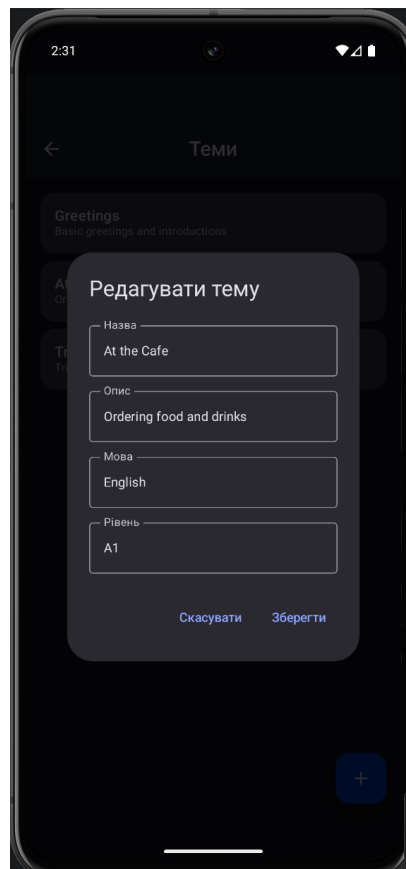 2:31
Теми
Greetings
Basic greetings and introductions
Редагувати тему
Назва
At the Cafe
Опис
Ordering food and drinks
Мова
English
Рівень
A1
Скасувати Зберегти
+